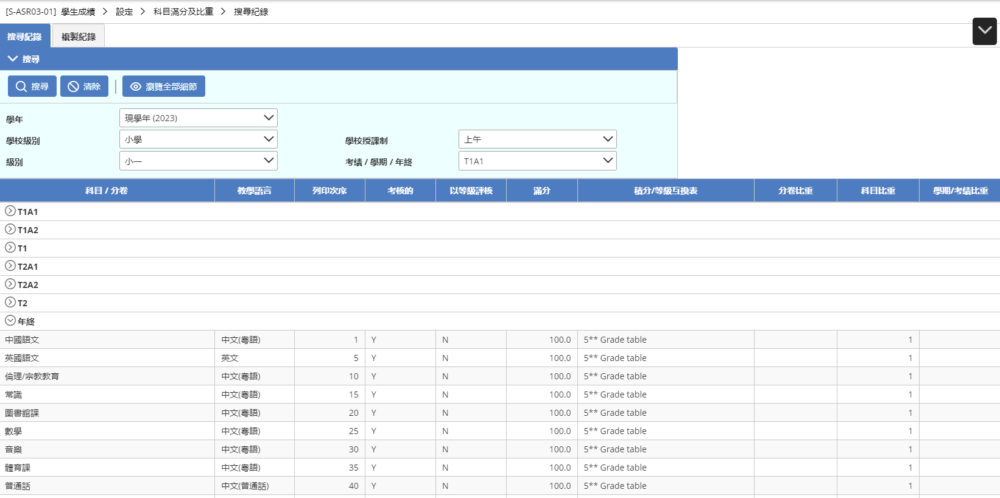 [S-ASR03-01] 學生成績 > 設定 > 科目滿分及比重 > 搜尋紀錄
搜尋紀錄 複製紀錄
搜尋
搜尋 清除 | 瀏覽全部細節
學年 現學年 (2023)
學校級別 小學 學校授課制 上午
級別 小一 考績 / 學期 / 年終 T1A1
科目 / 分卷 教學語言 列印次序 考核的 以等級評核 滿分 積分/等級互換表 分卷比重 科目比重 學期/考績比重
T1A1
T1A2
T1
T2A1
T2A2
T2
年終
中國語文 中文(粵語) 1 Y N 100.0 5** Grade table 1
英國語文 英文 5 Y N 100.0 5** Grade table 1
倫理/宗教教育 中文(粵語) 10 Y N 100.0 5** Grade table 1
常識 中文(粵語) 15 Y N 100.0 5** Grade table 1
圖書館課 中文(粵語) 20 Y N 100.0 5** Grade table 1
數學 中文(粵語) 25 Y N 100.0 5** Grade table 1
音樂 中文(粵語) 30 Y N 100.0 5** Grade table 1
體育課 中文(粵語) 35 Y N 100.0 5** Grade table 1
普通話 中文(普通話) 40 Y N 100.0 5** Grade table 1